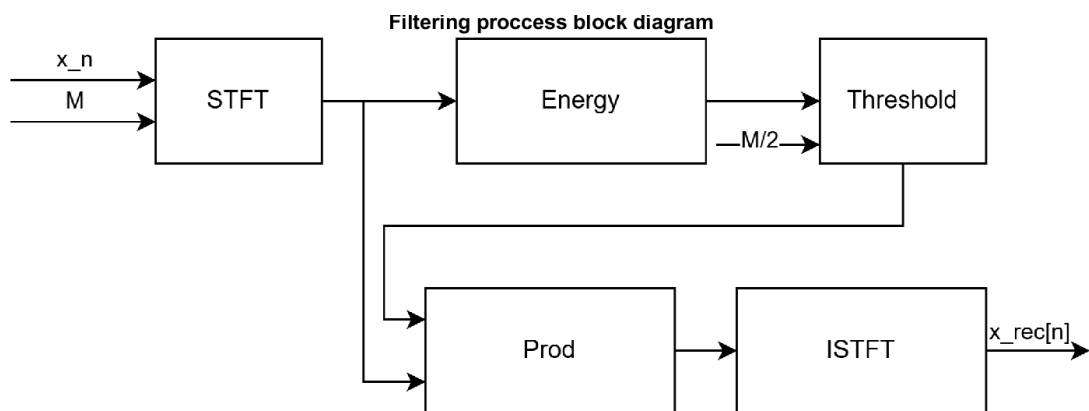 Filtering proccess block diagram
x_n
M
STFT
Energy
Threshold
M/2
Prod
ISTFT
x_rec[n]